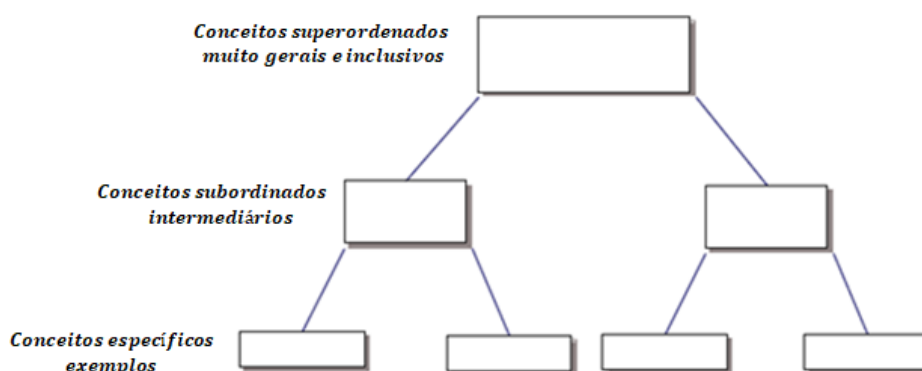 Conceitos superordenados
muito gerais e inclusivos
Conceitos subordinados
intermediários
Conceitos específicos
exemplos